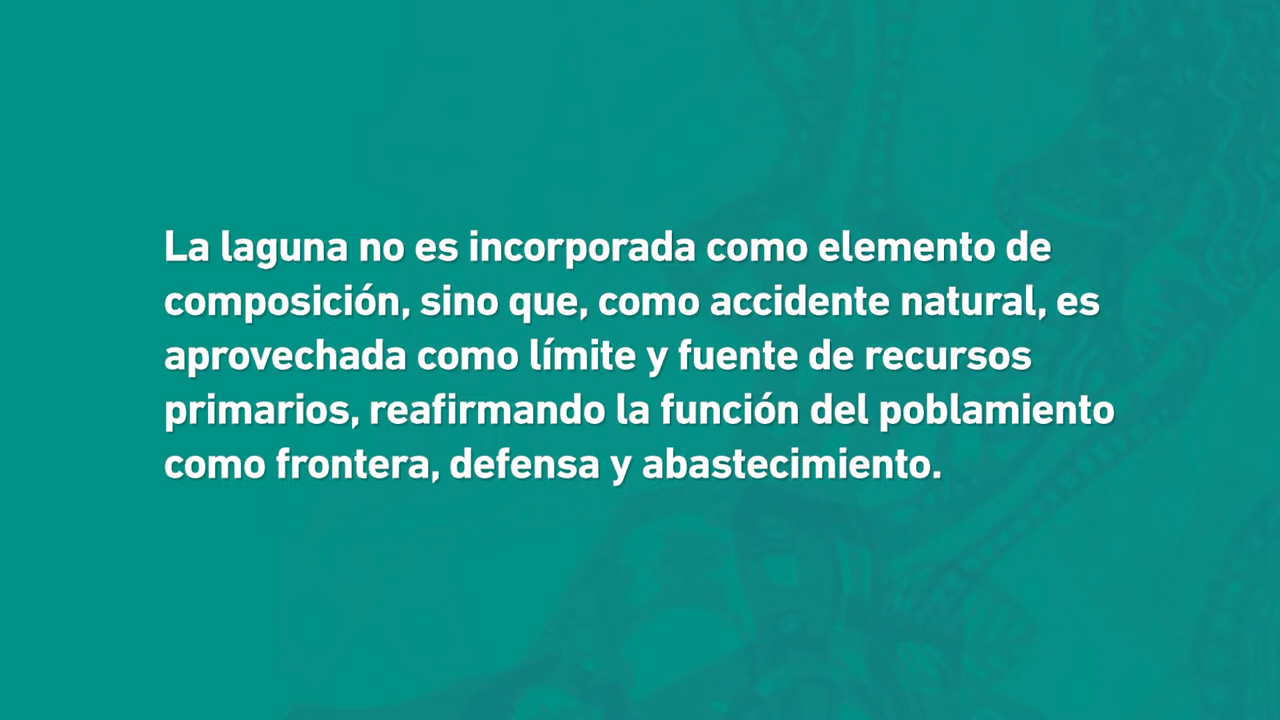 La laguna no es incorporada como elemento de
composición, sino que, como accidente natural, es
aprovechada como límite y fuente de recursos
primarios, reafirmando la función del poblamiento
como frontera, defensa y abastecimiento.